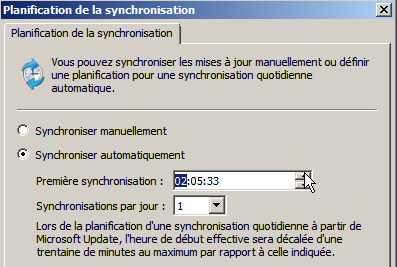 Planification de la synchronisation
Planification de la synchronisation
Vous pouvez synchroniser les mises à jour manuellement ou définir
une planification pour une synchronisation quotidienne
automatique.
Synchroniser manuellement
Synchroniser automatiquement
Première synchronisation : 02:05:33
Synchronisations par jour : 1
Lors de la planification d'une synchronisation quotidienne à partir de
Microsoft Update, l'heure de début effective sera décalée d'une
trentaine de minutes au maximum par rapport à celle indiquée.